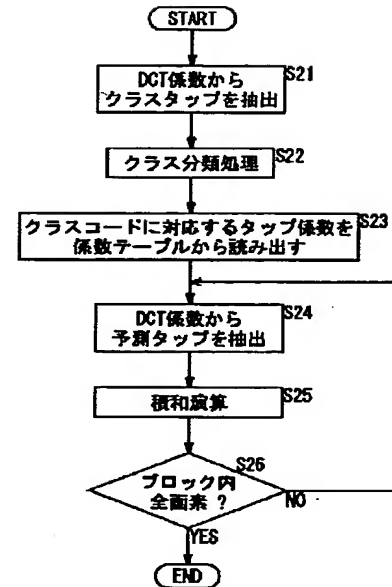 START
DCT係数から
クラスタップを抽出
S21
クラス分類処理
S22
クラスコードに対応するタップ係数を
係数テーブルから読み出す
S23
DCT係数から
予測タップを抽出
S24
積和演算
S25
ブロック内
全画素 ?
S26
NO
YES
END